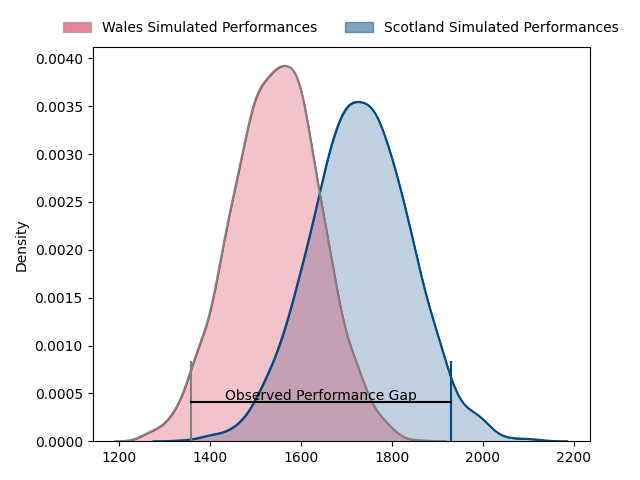 Wales Simulated Performances Scotland Simulated Performances
0.0040
0.0035
0.0030
0.0025
0.0020
0.0015
0.0010
0.0005
0.0000
Density
Observed Performance Gap
1200 1400 1600 1800 2000 2200